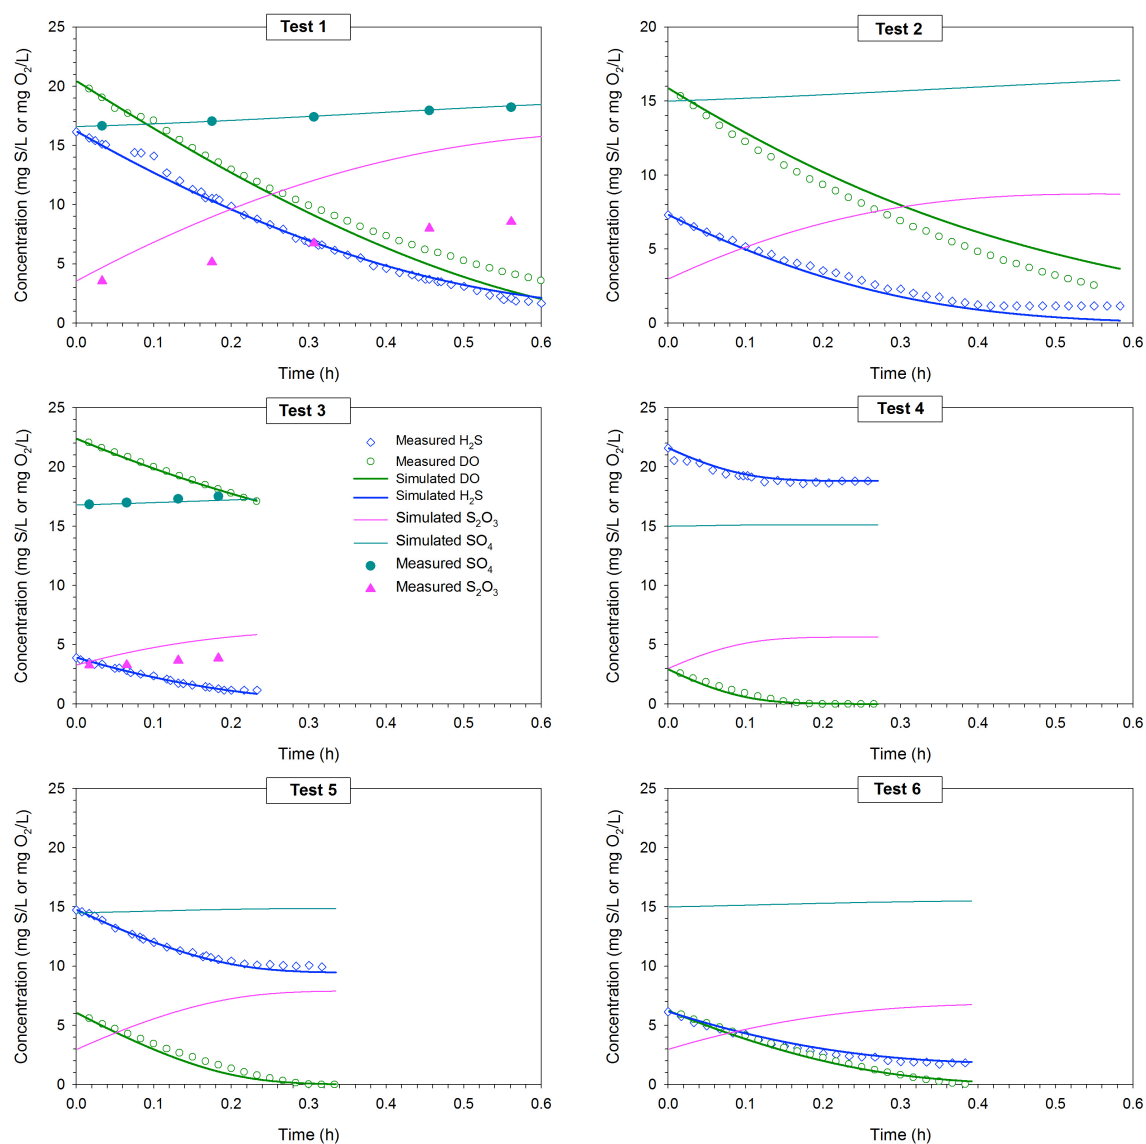 Test 1
Concentration (mg S/L or mg O2/L)
25
20
15
10
5
0
0.0 0.1 0.2 0.3 0.4 0.5 0.6
Time (h)
Test 2
Concentration (mg S/L or mg O2/L)
20
15
10
5
0
0.0 0.1 0.2 0.3 0.4 0.5 0.6
Time (h)
Test 3
Concentration (mg S/L or mg O2/L)
25
20
15
10
5
0
Measured H2S
Measured DO
Simulated DO
Simulated H2S
Simulated S2O3
Simulated SO4
Measured SO4
Measured S2O3
0.0 0.1 0.2 0.3 0.4 0.5 0.6
Time (h)
Test 4
Concentration (mg S/L or mg O2/L)
25
20
15
10
5
0
0.0 0.1 0.2 0.3 0.4 0.5 0.6
Time (h)
Test 5
Concentration (mg S/L or mg O2/L)
25
20
15
10
5
0
0.0 0.1 0.2 0.3 0.4 0.5 0.6
Time (h)
Test 6
Concentration (mg S/L or mg O2/L)
25
20
15
10
5
0
0.0 0.1 0.2 0.3 0.4 0.5 0.6
Time (h)